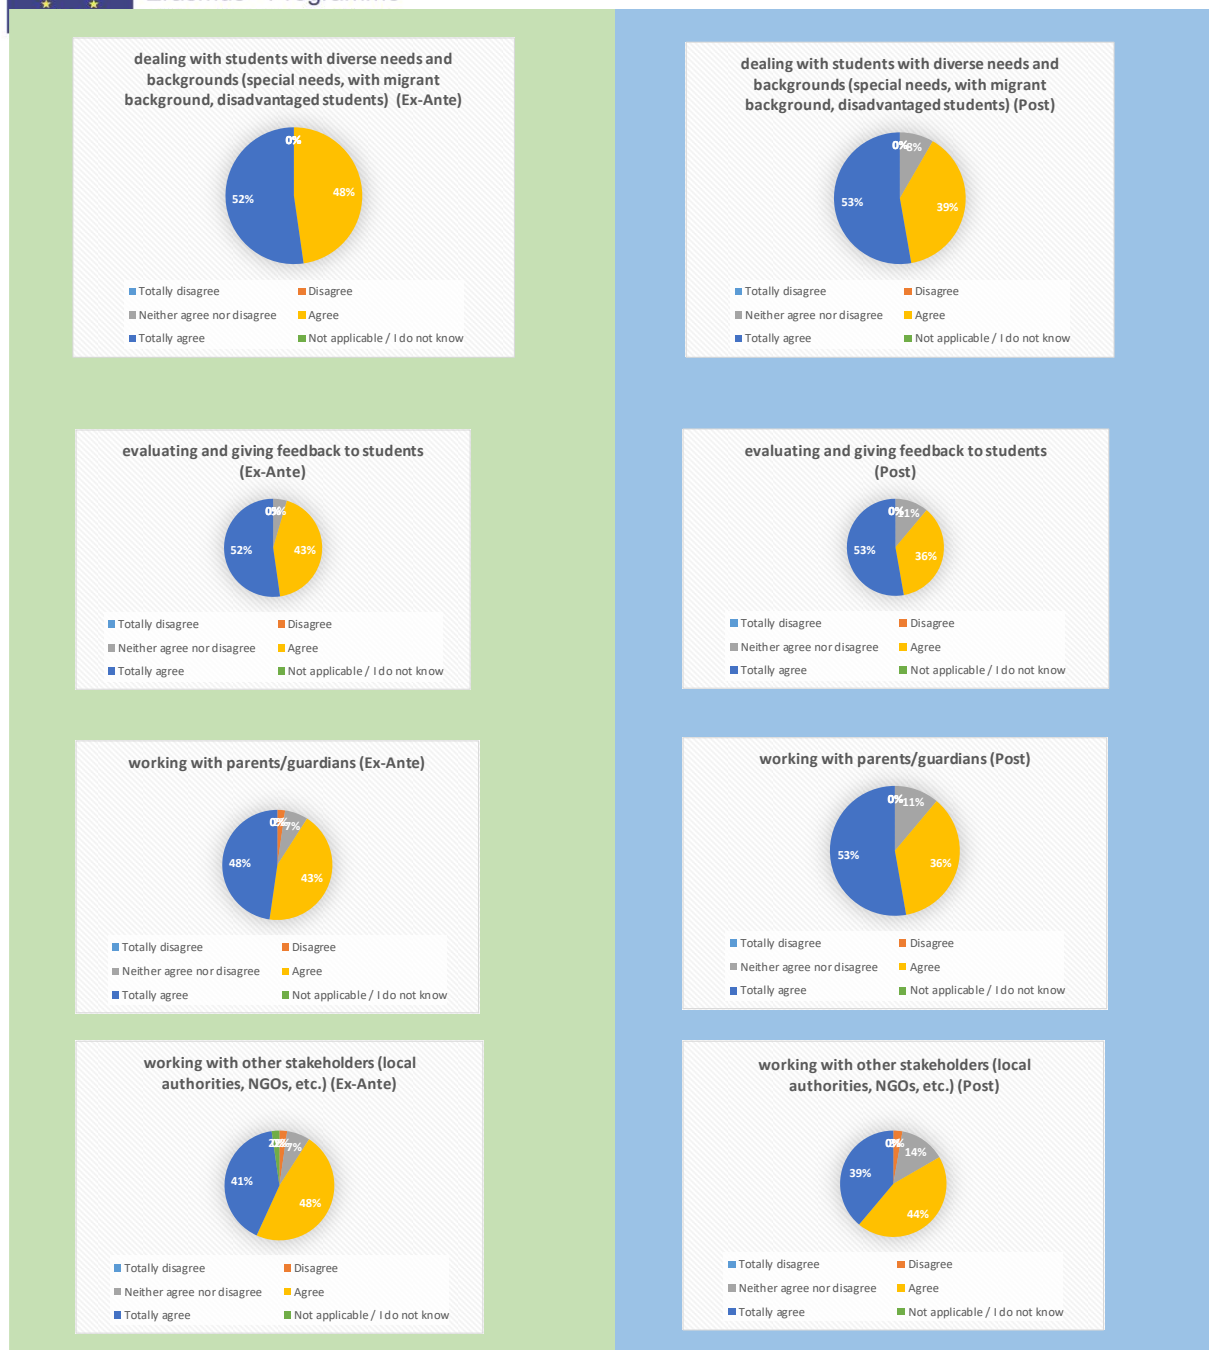 dealing with students with diverse needs and
backgrounds (special needs, with migrant
background, disadvantaged students) (Ex-Ante)
0%
48%
52%
Totally disagree
Disagree
Neither agree nor disagree
Agree
Totally agree
Not applicable / I do not know
dealing with students with diverse needs and
backgrounds (special needs, with migrant
background, disadvantaged students) (Post)
0%
8%
39%
53%
Totally disagree
Disagree
Neither agree nor disagree
Agree
Totally agree
Not applicable / I do not know
evaluating and giving feedback to students
(Ex-Ante)
0%
43%
52%
Totally disagree
Disagree
Neither agree nor disagree
Agree
Totally agree
Not applicable / I do not know
evaluating and giving feedback to students
(Post)
0%
11%
36%
53%
Totally disagree
Disagree
Neither agree nor disagree
Agree
Totally agree
Not applicable / I do not know
working with parents/guardians (Ex-Ante)
7%
43%
48%
Totally disagree
Disagree
Neither agree nor disagree
Agree
Totally agree
Not applicable / I do not know
working with parents/guardians (Post)
0%
11%
36%
53%
Totally disagree
Disagree
Neither agree nor disagree
Agree
Totally agree
Not applicable / I do not know
working with other stakeholders (local
authorities, NGOs, etc.) (Ex-Ante)
7%
48%
41%
Totally disagree
Disagree
Neither agree nor disagree
Agree
Totally agree
Not applicable / I do not know
working with other stakeholders (local
authorities, NGOs, etc.) (Post)
14%
44%
39%
Totally disagree
Disagree
Neither agree nor disagree
Agree
Totally agree
Not applicable / I do not know